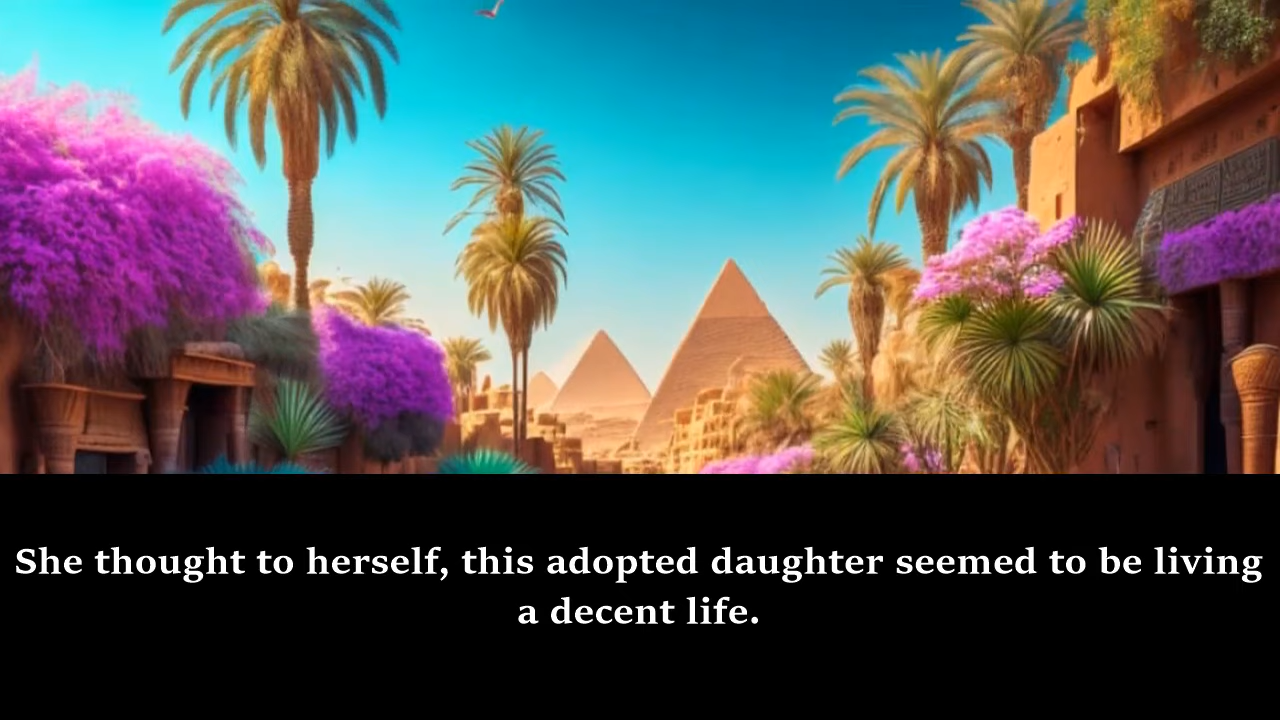 She thought to herself, this adopted daughter seemed to be living
a decent life.